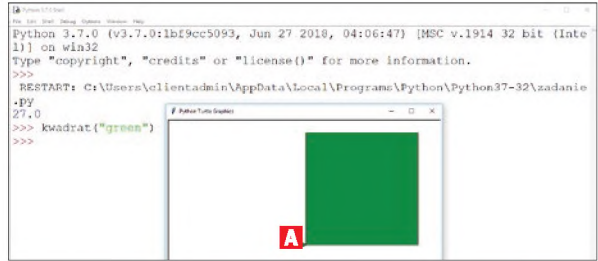 Python 3.7.0 Shell
File Edit Shell Debug Options Window Help
Python 3.7.0 (v3.7.0:1bf9cc5093, Jun 27 2018, 04:06:47) [MSC v.1914 32 bit (Inte
l)] on win32
Type "copyright", "credits" or "license()" for more information.
>>>
RESTART: C:\Users\clientadmin\AppData\Local\Programs\Python\Python37-32\zadanie
.py
27.0
>>> kwadrat("green")
>>>
Python Turtle Graphics
A